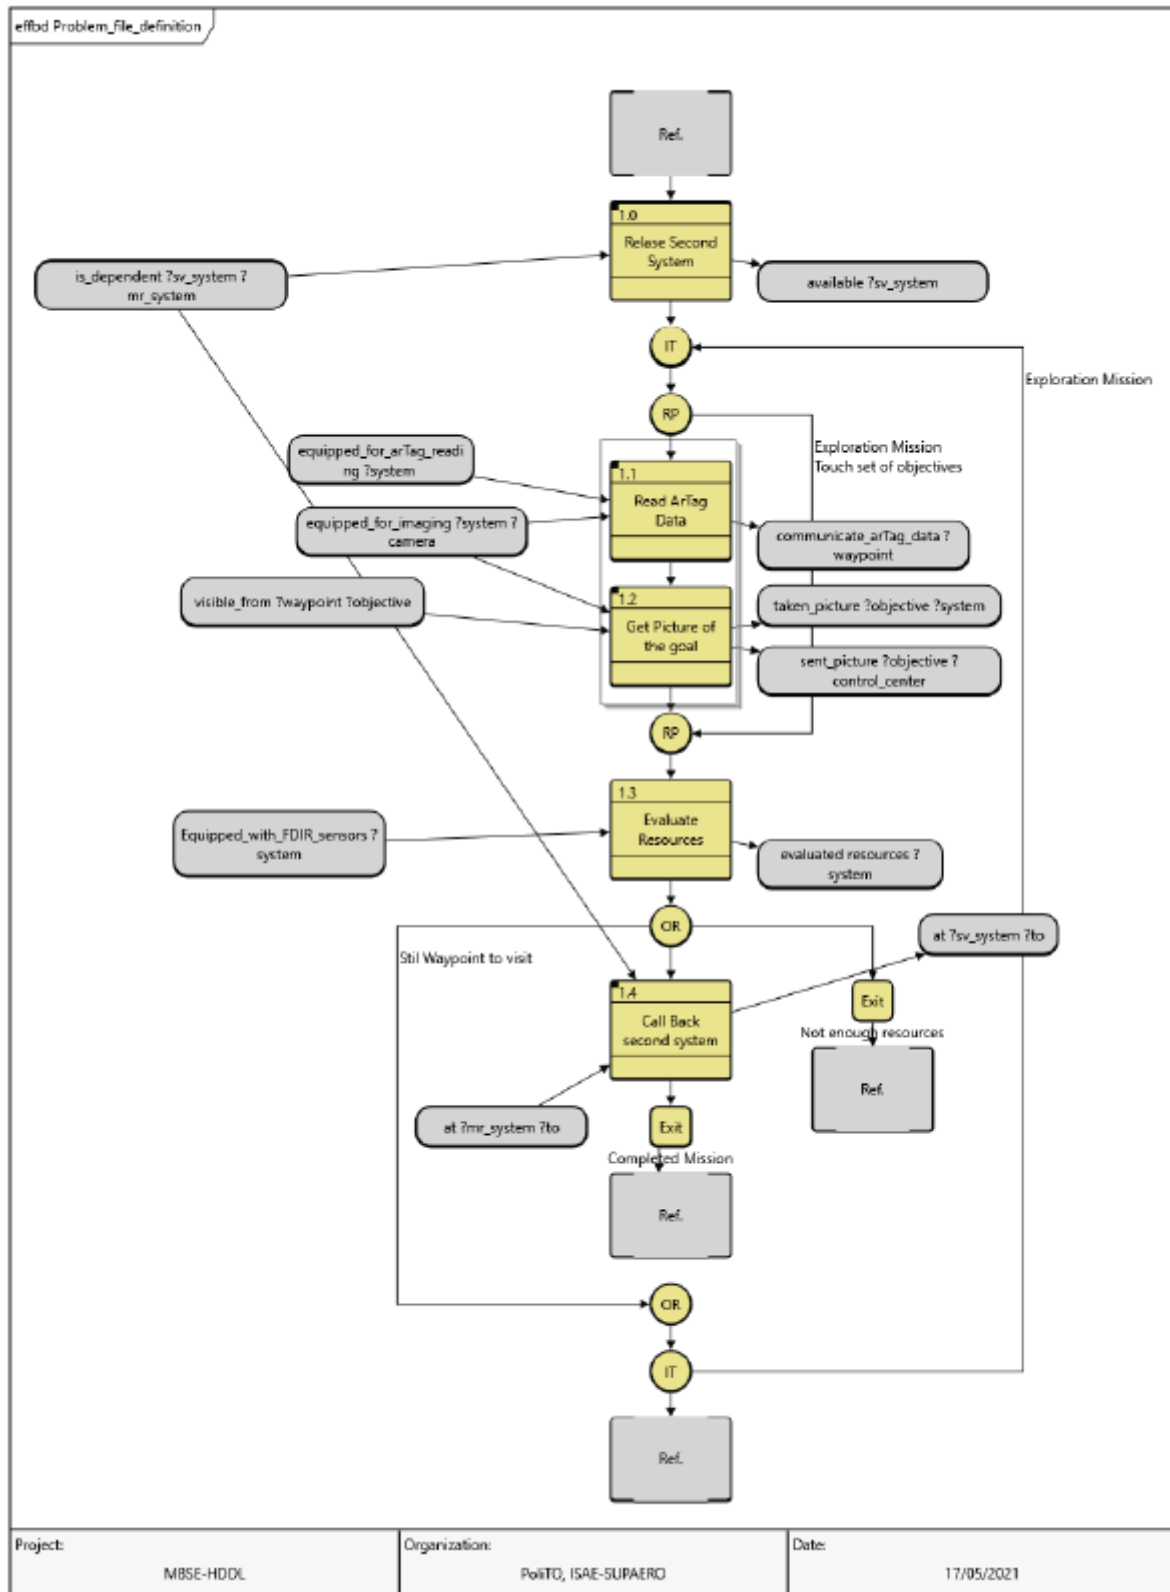 effbd Problem_file_definition
Ref.
1.0
Relase Second
System
is_dependent ?sv_system ?
mr_system
available ?sv_system
IT
Exploration Mission
RP
Exploration Mission
Touch set of objectives
equipped_for_arTag_readi
ng ?system
1.1
Read ArTag
Data
equipped_for_imaging ?system ?
camera
communicate_arTag_data ?
waypoint
visible_from ?waypoint ?objective
1.2
Get Picture of
the goal
taken_picture ?objective ?system
sent_picture ?objective ?
control_center
RP
1.3
Evaluate
Resources
Equipped_with_FDIR_sensors ?
system
evaluated resources ?
system
OR
at ?sv_system ?to
Stil Waypoint to visit
1.4
Call Back
second system
Exit
Not enough resources
Ref.
at ?mr_system ?to
Exit
Completed Mission
Ref.
OR
IT
Ref.
Project:
MBSE-HDDL
Organization:
PoliTO, ISAE-SUPAERO
Date:
17/05/2021